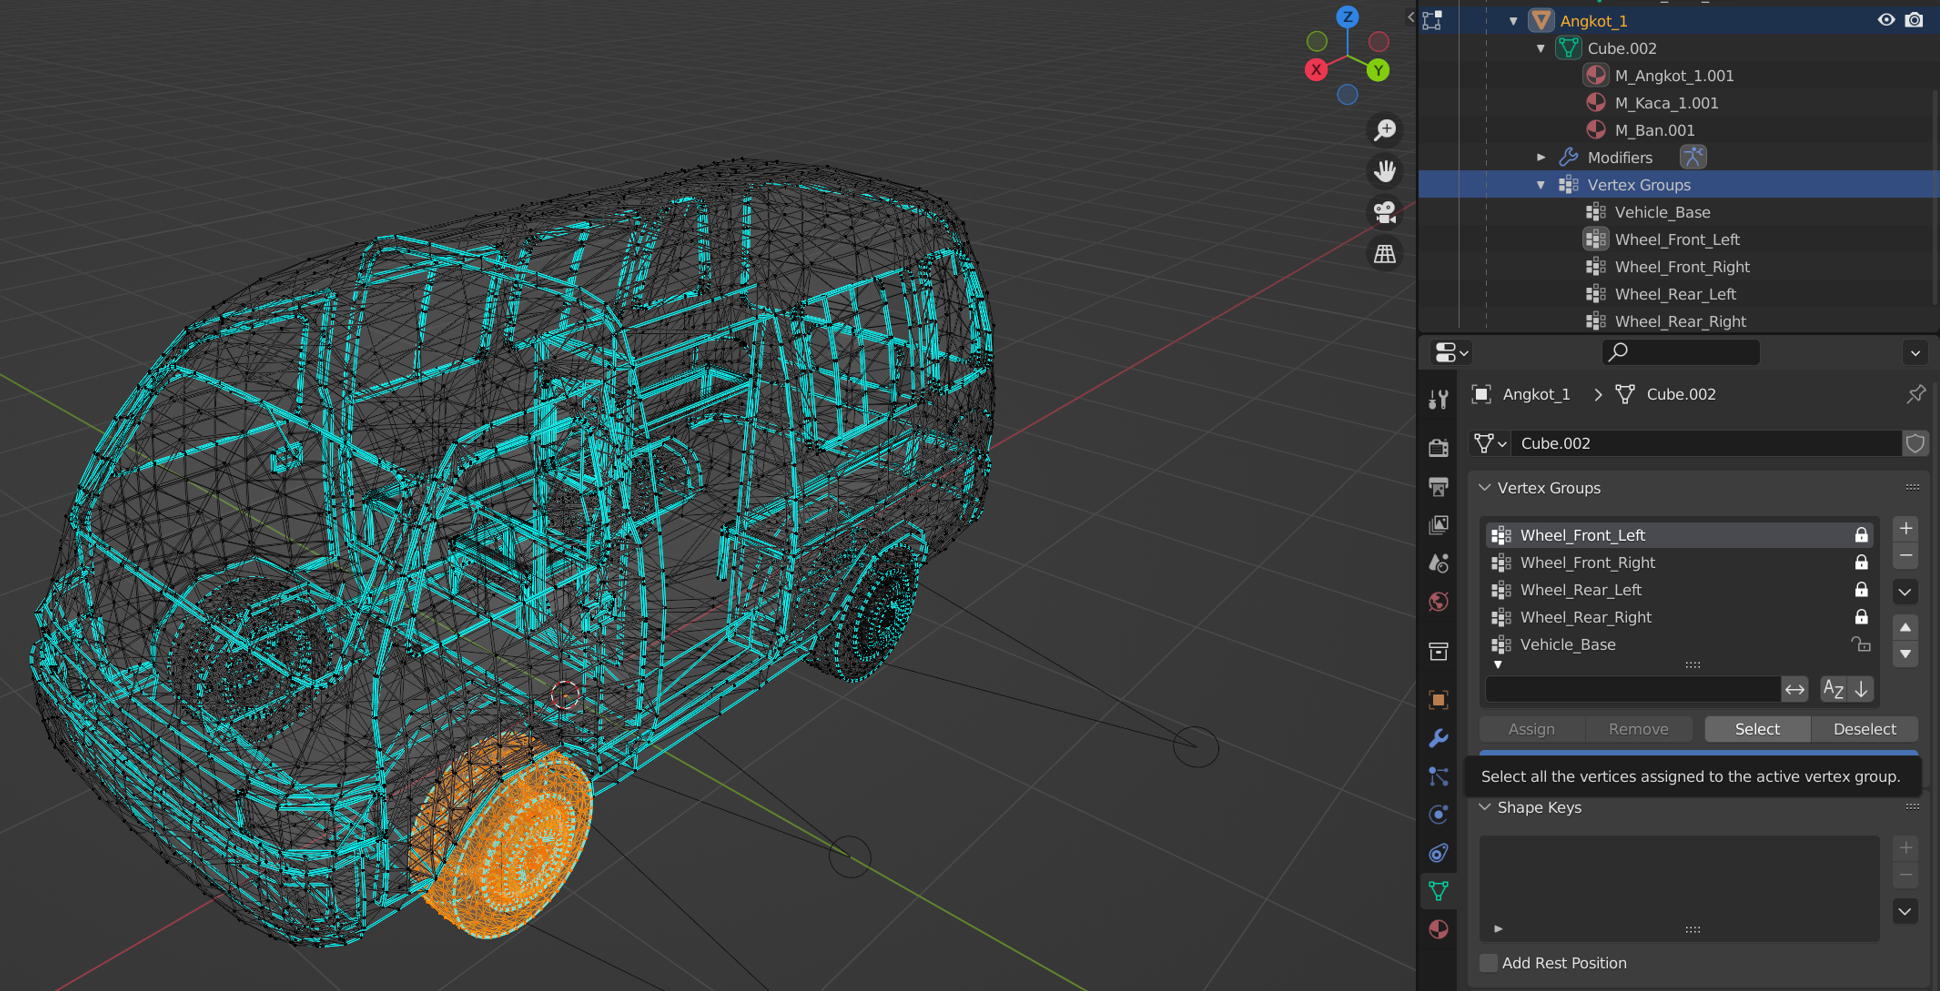 Z
X
Y
Angkot_1
Cube.002
M_Angkot_1.001
M_Kaca_1.001
M_Ban.001
Modifiers
Vertex Groups
Vehicle_Base
Wheel_Front_Left
Wheel_Front_Right
Wheel_Rear_Left
Wheel_Rear_Right
Angkot_1 > Cube.002
Cube.002
Vertex Groups
Wheel_Front_Left
Wheel_Front_Right
Wheel_Rear_Left
Wheel_Rear_Right
Vehicle_Base
AZ
Assign Remove Select Deselect
Select all the vertices assigned to the active vertex group.
Shape Keys
Add Rest Position